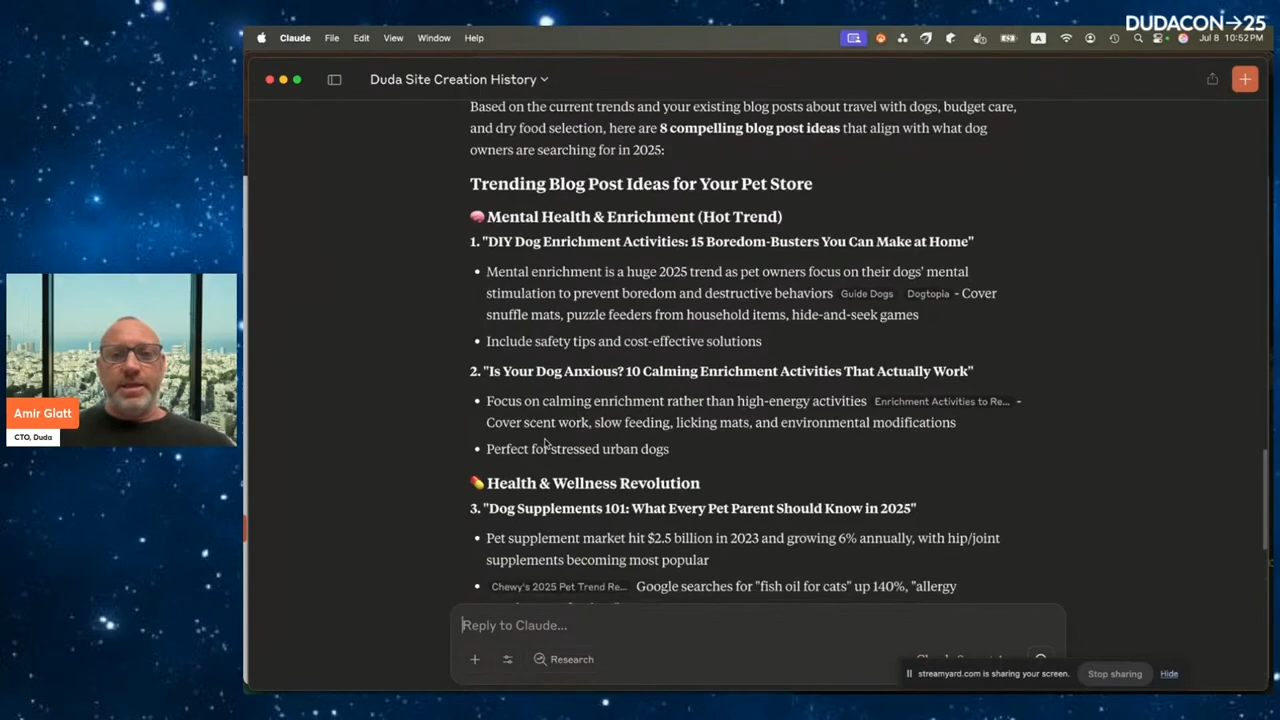 DUDACON→25
Claude File Edit View Window Help
A Jul 8 10:52 PM
Duda Site Creation History
Based on the current trends and your existing blog posts about travel with dogs, budget care,
and dry food selection, here are 8 compelling blog post ideas that align with what dog
owners are searching for in 2025:
Trending Blog Post Ideas for Your Pet Store
🧠 Mental Health & Enrichment (Hot Trend)
1. "DIY Dog Enrichment Activities: 15 Boredom-Busters You Can Make at Home"
• Mental enrichment is a huge 2025 trend as pet owners focus on their dogs' mental
stimulation to prevent boredom and destructive behaviors Guide Dogs Dogtopia - Cover
snuffle mats, puzzle feeders from household items, hide-and-seek games
• Include safety tips and cost-effective solutions
2. "Is Your Dog Anxious? 10 Calming Enrichment Activities That Actually Work"
• Focus on calming enrichment rather than high-energy activities Enrichment Activities to Re... -
Cover scent work, slow feeding, licking mats, and environmental modifications
• Perfect for stressed urban dogs
💊 Health & Wellness Revolution
3. "Dog Supplements 101: What Every Pet Parent Should Know in 2025"
• Pet supplement market hit $2.5 billion in 2023 and growing 6% annually, with hip/joint
supplements becoming most popular
• Chewy's 2025 Pet Trend Re... Google searches for "fish oil for cats" up 140%, "allergy
Reply to Claude...
Research
streamyard.com is sharing your screen. Stop sharing Hide
Amir Glatt
CTO, Duda